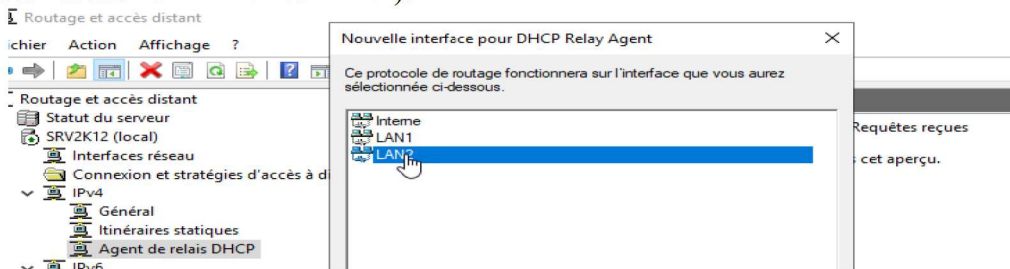 Routage et accès distant
ichier Action Affichage ?
Nouvelle interface pour DHCP Relay Agent
Ce protocole de routage fonctionnera sur l'interface que vous aurez
sélectionnée ci-dessous.
Routage et accès distant
Statut du serveur
SRV2K12 (local)
Interfaces réseau
Connexion et stratégies d'accès à di
IPv4
Général
Itinéraires statiques
Agent de relais DHCP
IPv6
Interne
LAN1
LAN2
Requêtes reçues
cet aperçu.